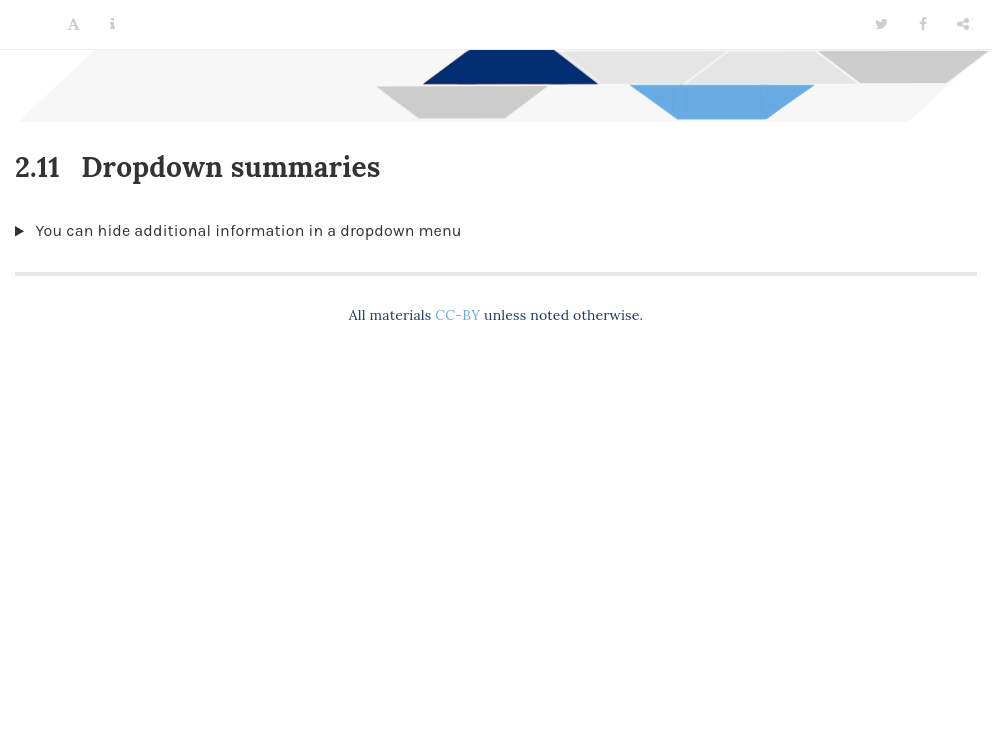 A i
2.11 Dropdown summaries
You can hide additional information in a dropdown menu
All materials CC-BY unless noted otherwise.